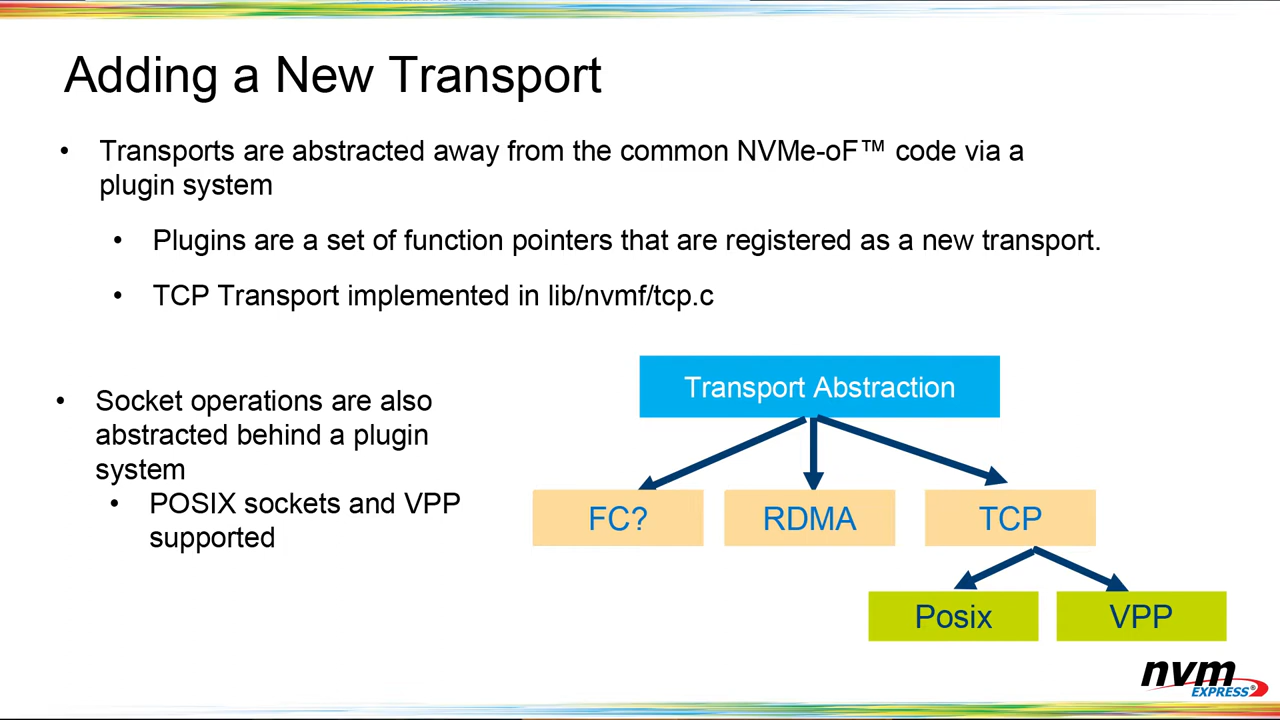 Adding a New Transport
• Transports are abstracted away from the common NVMe-oF™ code via a
plugin system
• Plugins are a set of function pointers that are registered as a new transport.
• TCP Transport implemented in lib/nvmf/tcp.c
• Socket operations are also
abstracted behind a plugin
system
• POSIX sockets and VPP
supported
Transport Abstraction
FC?
RDMA
TCP
Posix
VPP
nvm
EXPRESS®